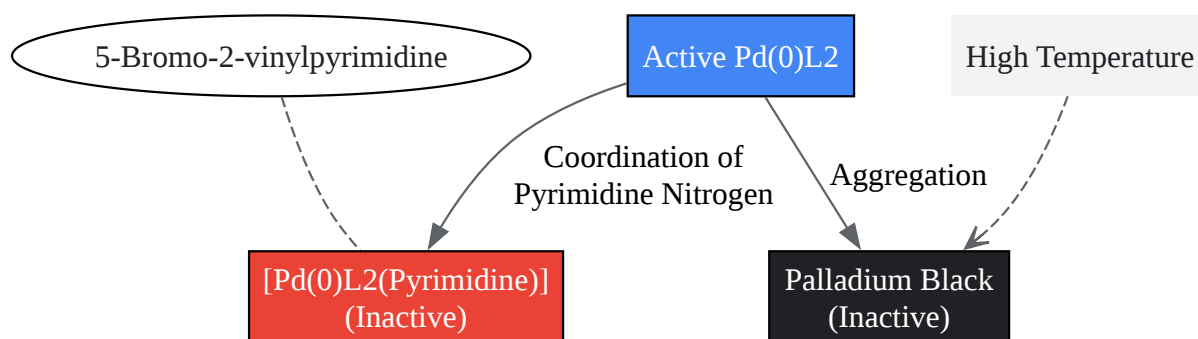 5-Bromo-2-vinylpyrimidine
Active Pd(0)L2
High Temperature
Coordination of
Pyrimidine Nitrogen
Aggregation
[Pd(0)L2(Pyrimidine)]
(Inactive)
Palladium Black
(Inactive)